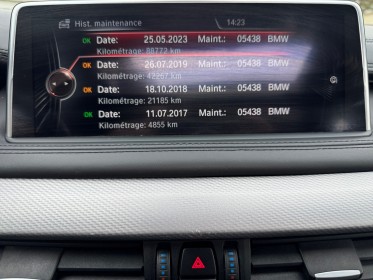 Hist. maintenance 14:23
OK Date: 25.05.2023 Maint.: 05438 BMW
Kilométrage: 88772 km
OK Date: 26.07.2019 Maint.: 05438 BMW
Kilométrage: 42267 km
OK Date: 18.10.2018 Maint.: 05438 BMW
Kilométrage: 21185 km
OK Date: 11.07.2017 Maint.: 05438 BMW
Kilométrage: 4855 km